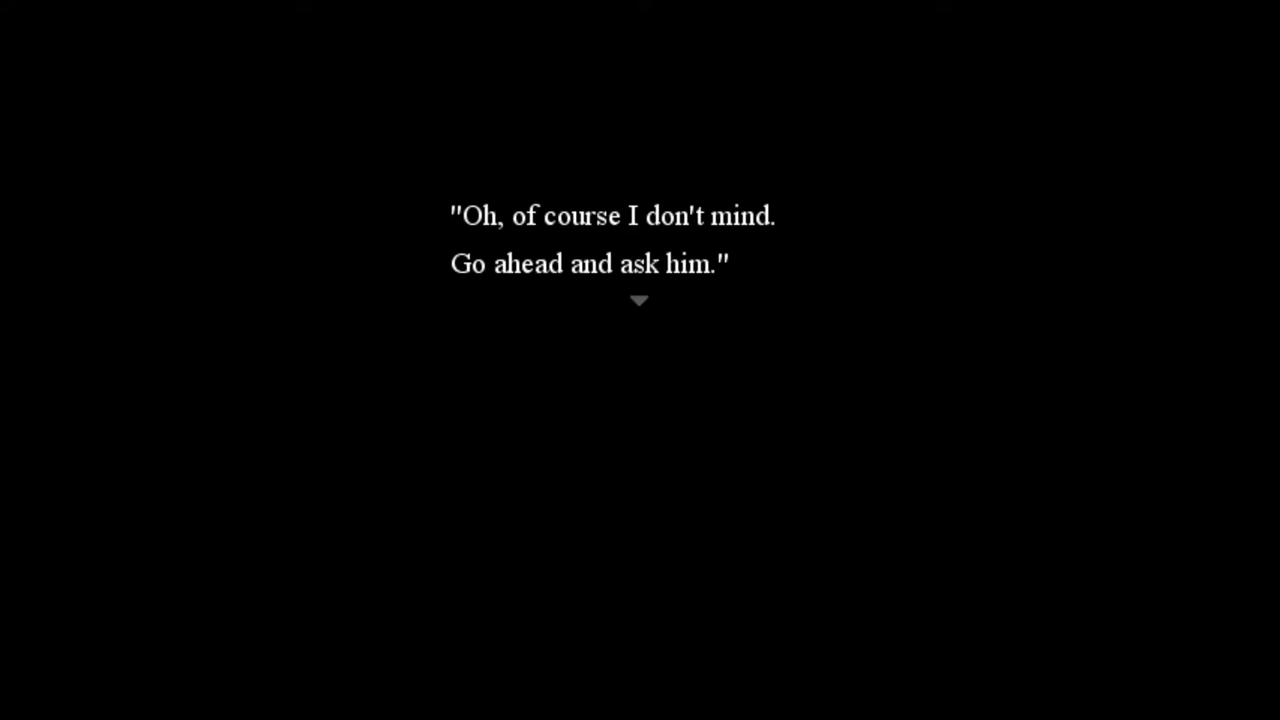 "Oh, of course I don't mind.
Go ahead and ask him."